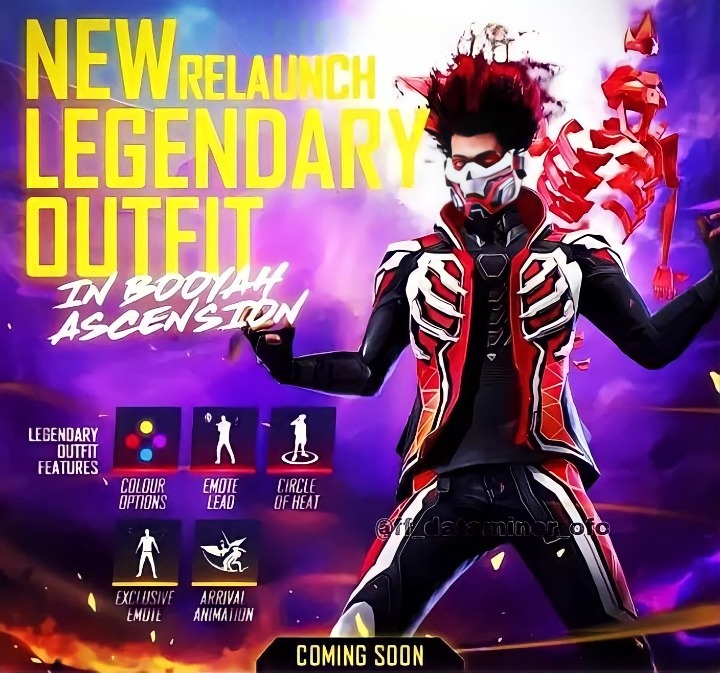 NEW RELAUNCH
LEGENDARY
OUTFIT
IN BOOYAH
ASCENSION
LEGENDARY
OUTFIT
FEATURES
COLOUR
OPTIONS
EMOTE
LEAD
CIRCLE
OF HEAT
EXCLUSIVE
EMOTE
ARRIVAL
ANIMATION
COMING SOON